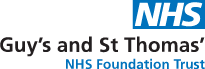 NHS
Guy's and St Thomas'
NHS Foundation Trust